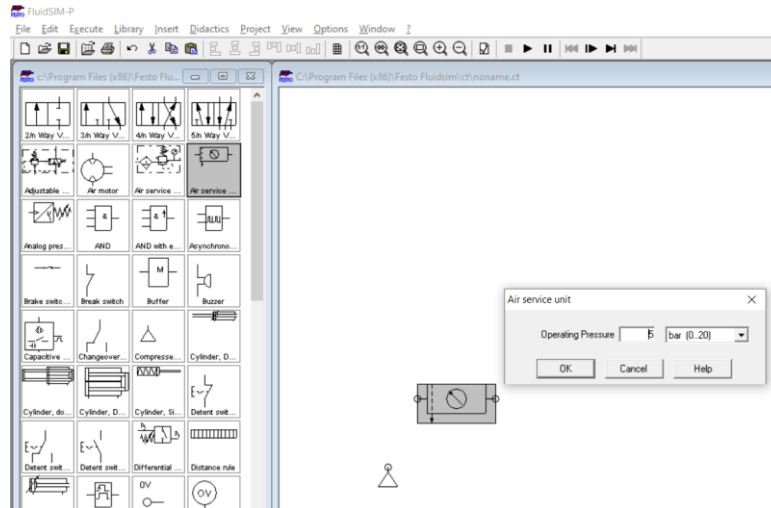 FluidSIM-P
File Edit Execute Library Insert Didactics Project View Options Window ?
c:\Program Files (x86)\Festo Flu...
C:\Program Files (x86)\Festo Fluidsim\ct\noname.ct
2/n Way V... 3/n Way V... 4/n Way V... 5/n Way V...
Adjustable ... Air motor Air service ... Air service ...
Analog pres... AND AND with e... Asynchrono...
Brake switc... Break switch Buffer Buzzer
Capacitive ... Changeover... Compresse... Cylinder, D...
Cylinder, do... Cylinder, D... Cylinder, Si... Detent swit...
Detent swit... Detent swit... Differential ... Distance rule
0V 0V
Air service unit
Operating Pressure 5 bar (0..20)
OK Cancel Help